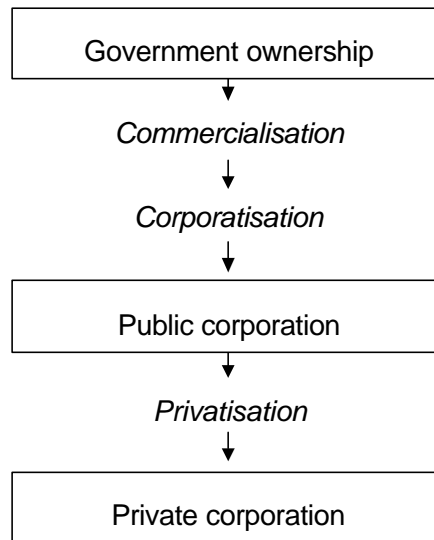 Government ownership
Commercialisation
Corporatisation
Public corporation
Privatisation
Private corporation